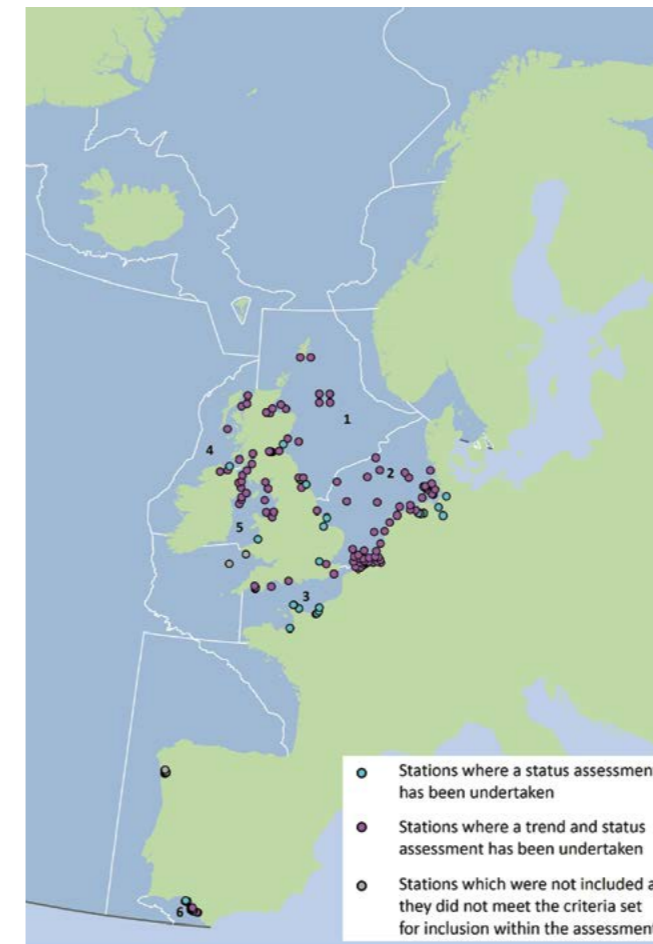 1
4
2
5
3
Stations where a status assessmen
has been undertaken
Stations where a trend and status
assessment has been undertaken
Stations which were not included a
they did not meet the criteria set
for inclusion within the assessmen
6